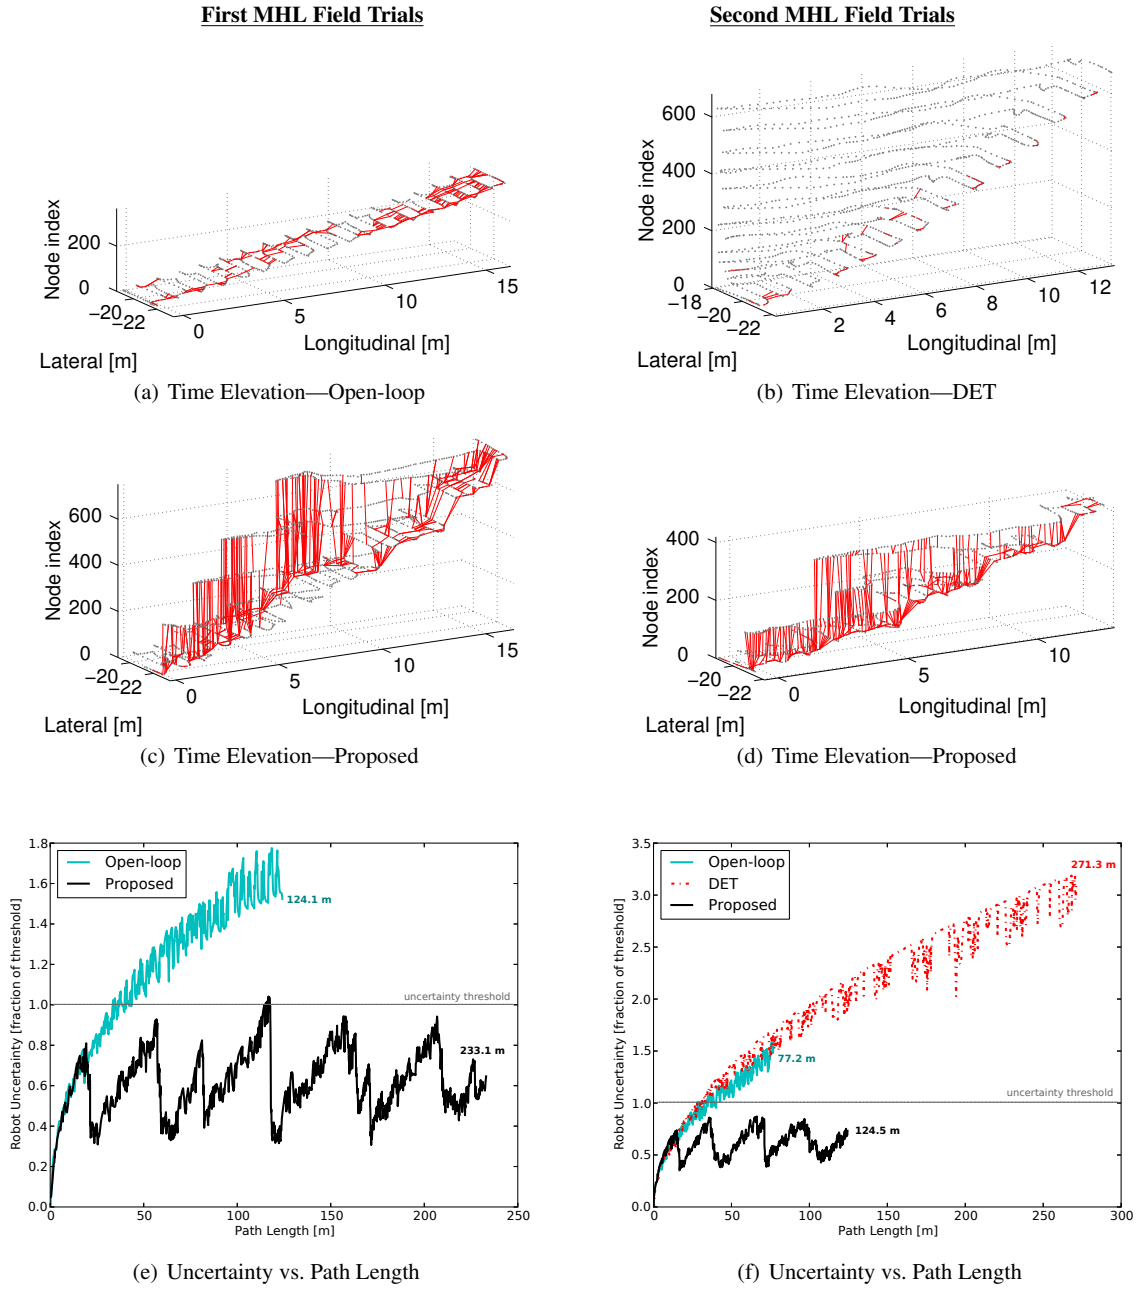 First MHL Field Trials
Second MHL Field Trials
Node index
200
0
−20
−22
0
5
10
15
Lateral [m]
Longitudinal [m]
(a) Time Elevation—Open-loop
Node index
600
400
200
0
−18
−20
−22
2
4
6
8
10
12
Lateral [m]
Longitudinal [m]
(b) Time Elevation—DET
Node index
600
400
200
0
−20
−22
0
5
10
15
Lateral [m]
Longitudinal [m]
(c) Time Elevation—Proposed
Node index
400
200
0
−20
−22
0
5
10
Lateral [m]
Longitudinal [m]
(d) Time Elevation—Proposed
Robot Uncertainty [fraction of threshold]
1.8
1.6
1.4
1.2
1.0
0.8
0.6
0.4
0.2
0.0
Open-loop
Proposed
124.1 m
uncertainty threshold
233.1 m
0
50
100
150
200
250
Path Length [m]
(e) Uncertainty vs. Path Length
Robot Uncertainty [fraction of threshold]
3.5
3.0
2.5
2.0
1.5
1.0
0.5
0.0
Open-loop
DET
Proposed
271.3 m
77.2 m
uncertainty threshold
124.5 m
0
50
100
150
200
250
300
Path Length [m]
(f) Uncertainty vs. Path Length